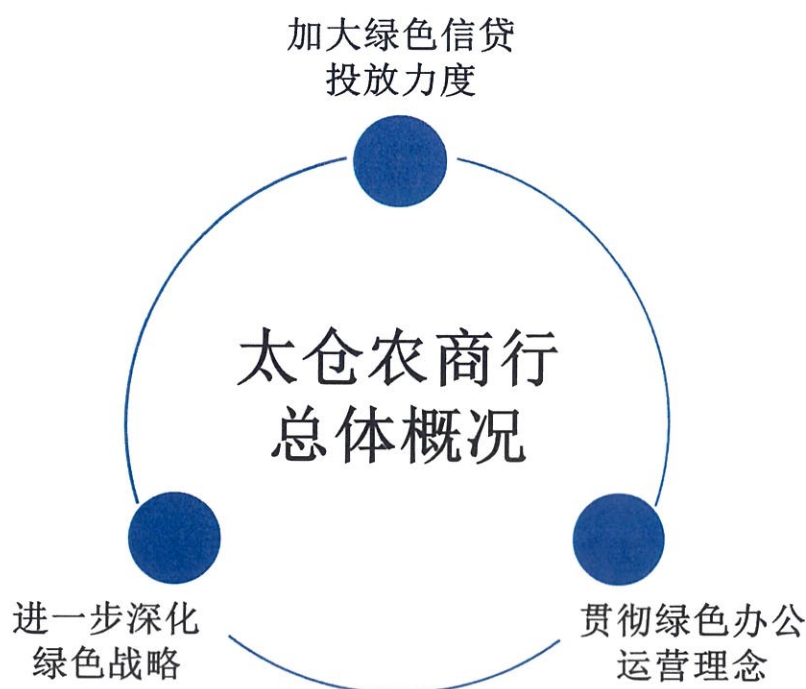 加大绿色信贷
投放力度
太仓农商行
总体概况
进一步深化
绿色战略
贯彻绿色办公
运营理念